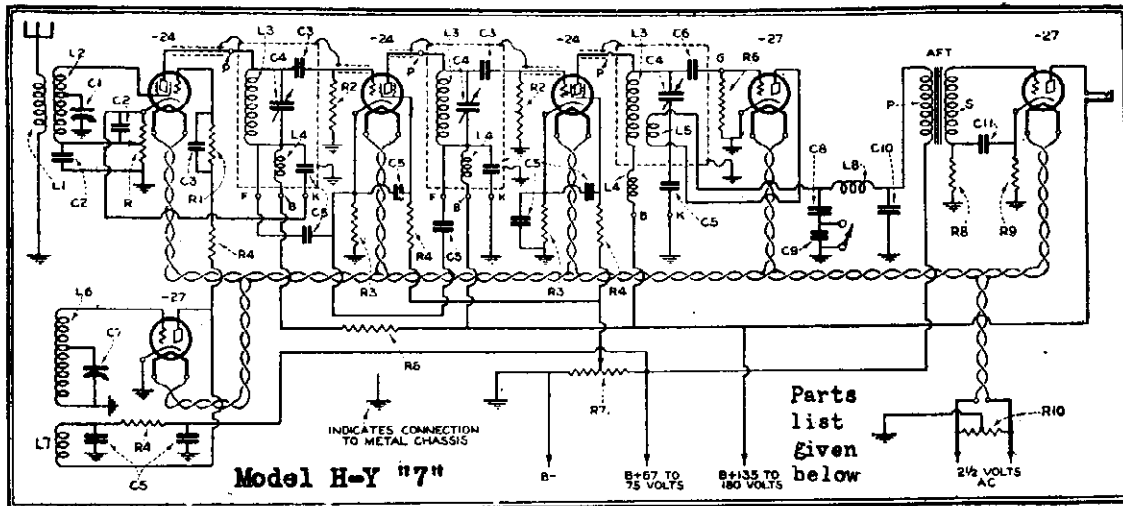 -24 L3 C3 -24 L3 C3 -24 L3 C6 -27 AFT -27
L2 C1 C2 C4 R2 P C4 R2 P C4 G R6 P S
L1 C2 R C3 R1 L4 C5 L4 C5 L4 L5 C5 C8 L8 C10 C11
F B K F B K B K C9 R8 R9
R4 C5 R3 R4 C5 R3 R4
L6 -27
C7
R6
R7
R10
L7 R4 C5
INDICATES CONNECTION
TO METAL CHASSIS
Model H-Y "7"
B-
B+67 TO
75 VOLTS
B+135 TO
180 VOLTS
Parts
list
given
below
2½ VOLTS
AC